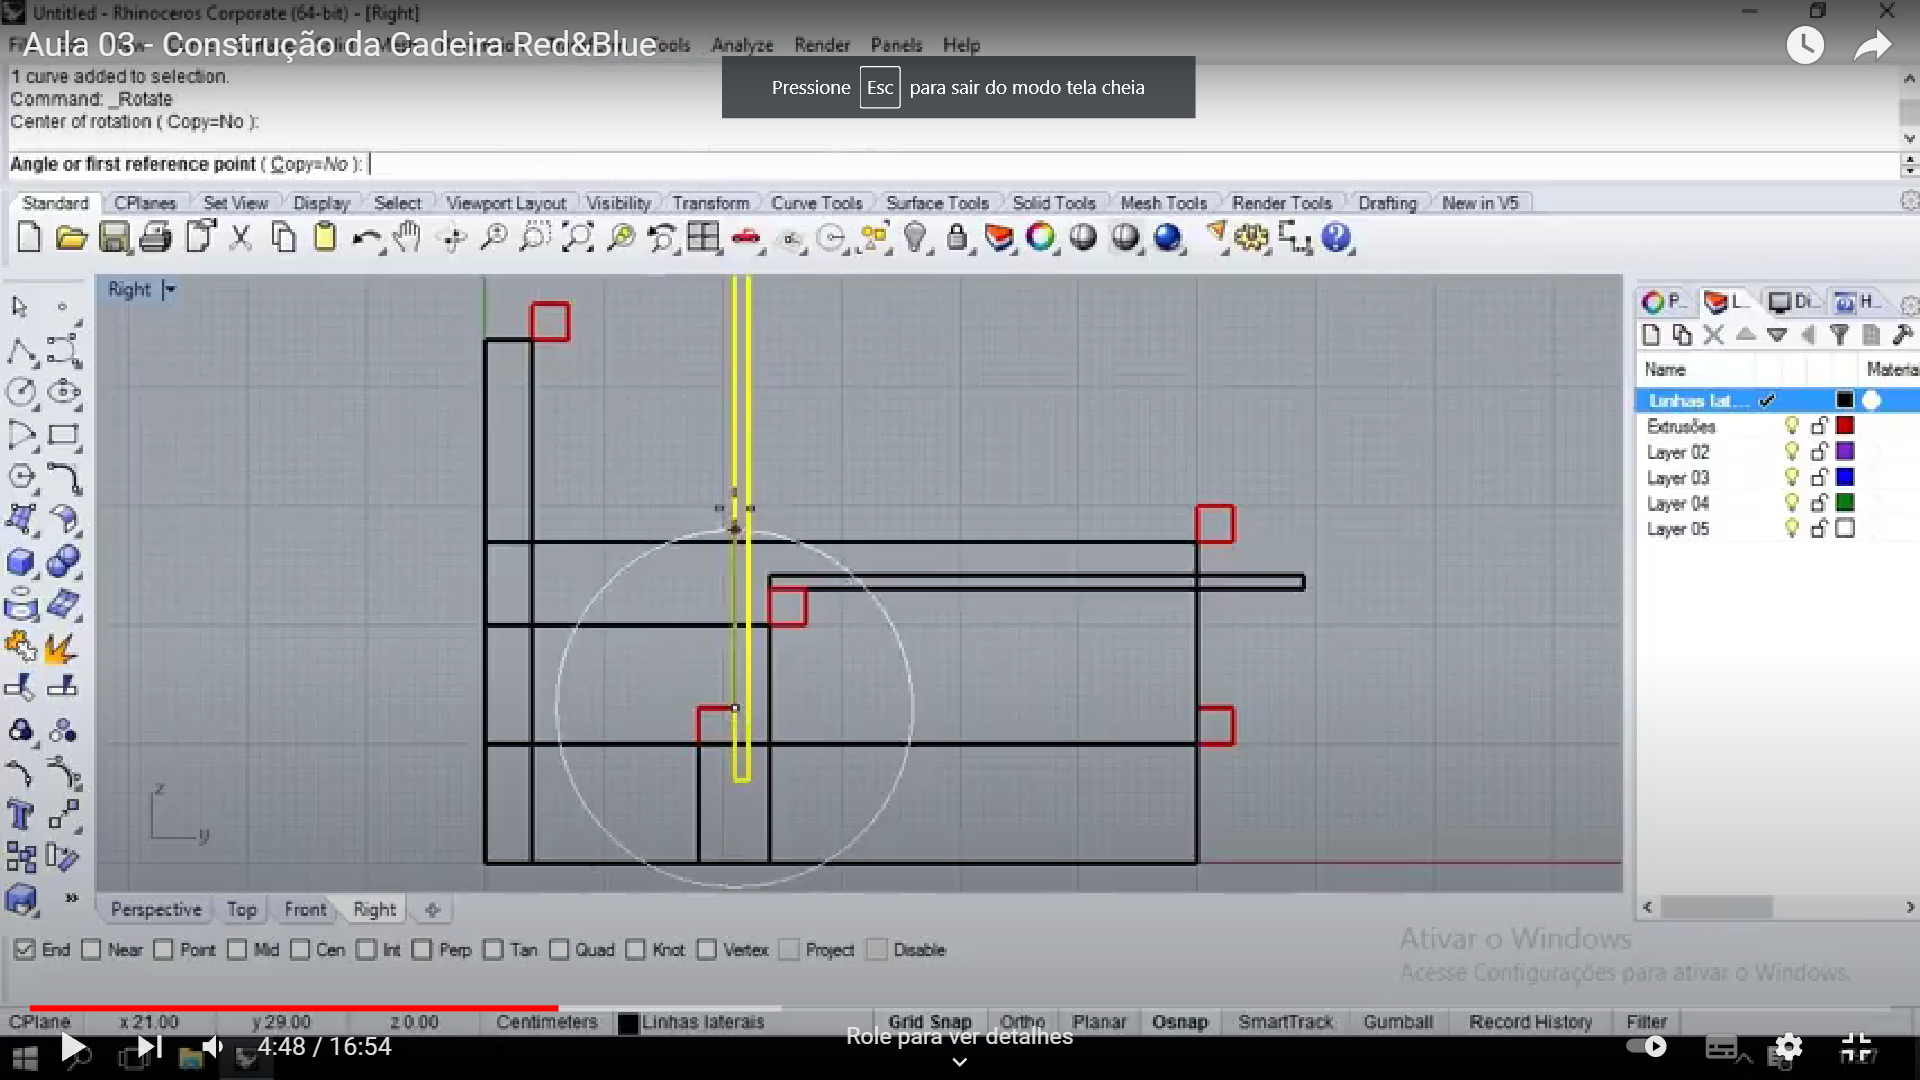 Untitled - Rhinoceros Corporate (64-bit) - [Right]
Aula 03 - Construção da Cadeira Red&Blue
Tools Analyze Render Panels Help
1 curve added to selection.
Command: _Rotate
Center of rotation ( Copy=No ):
Pressione Esc para sair do modo tela cheia
Angle or first reference point ( Copy=No ):
Standard CPlanes Set View Display Select Viewport Layout Visibility Transform Curve Tools Surface Tools Solid Tools Mesh Tools Render Tools Drafting New in V5
Right
P... L... Di... H...
Name Material
Linhas lat...
Extrusões
Layer 02
Layer 03
Layer 04
Layer 05
z
y
Perspective Top Front Right
End Near Point Mid Cen Int Perp Tan Quad Knot Vertex Project Disable
Ativar o Windows
Acesse Configurações para ativar o Windows.
CPlane x 21.00 y 29.00 z 0.00 Centimeters Linhas laterais Grid Snap Ortho Planar Osnap SmartTrack Gumball Record History Filter
Role para ver detalhes
4:48 / 16:54